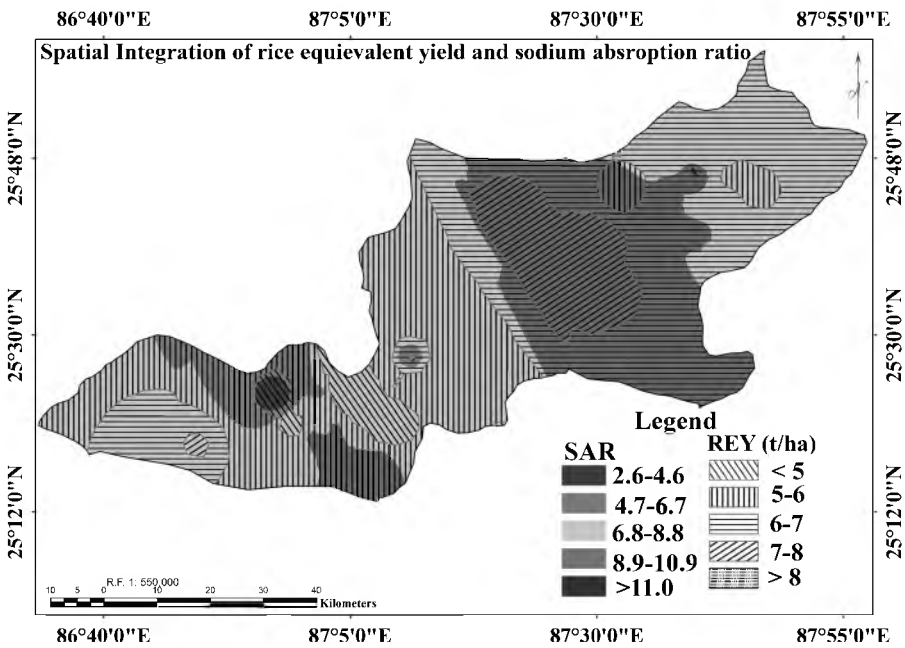 86°40'0"E 87°5'0"E 87°30'0"E 87°55'0"E
Spatial Integration of rice equievalent yield and sodium absroption ratio
25°48'0"N 25°48'0"N
25°30'0"N 25°30'0"N
25°12'0"N 25°12'0"N
Legend
SAR
2.6-4.6
4.7-6.7
6.8-8.8
8.9-10.9
>11.0
REY (t/ha)
< 5
5-6
6-7
7-8
> 8
R.F. 1: 550,000
10 5 0 10 20 30 40
Kilometers
86°40'0"E 87°5'0"E 87°30'0"E 87°55'0"E